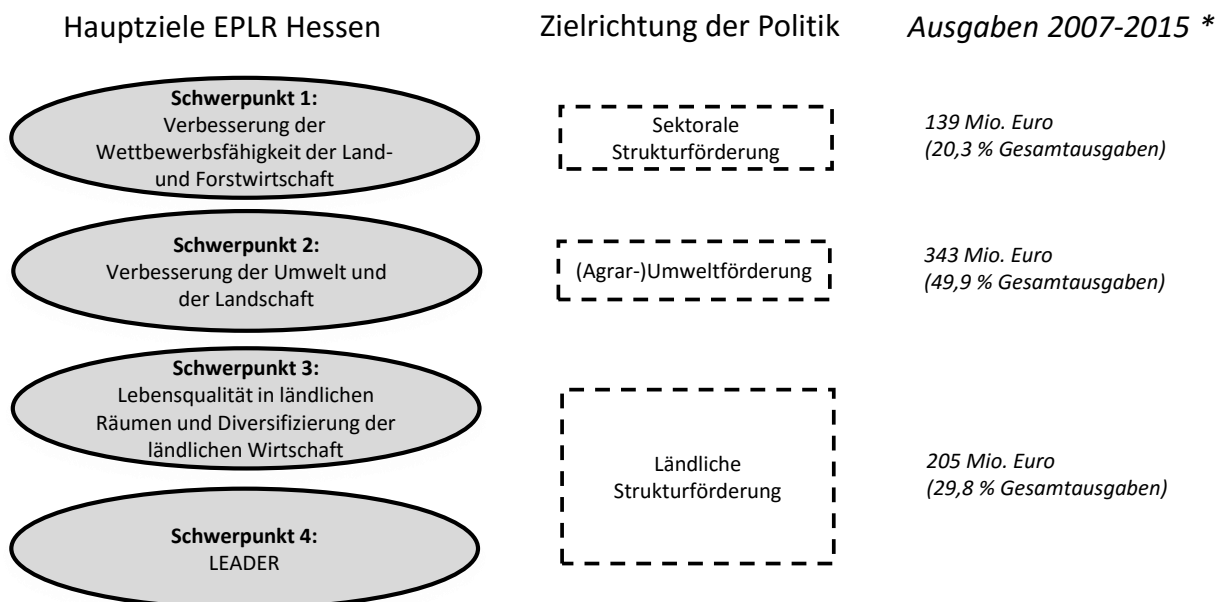 Hauptziele EPLR Hessen
Zielrichtung der Politik
Ausgaben 2007-2015 *
Schwerpunkt 1:
Verbesserung der
Wettbewerbsfähigkeit der Land-
und Forstwirtschaft
Sektorale
Strukturförderung
139 Mio. Euro
(20,3 % Gesamtausgaben)
Schwerpunkt 2:
Verbesserung der Umwelt und
der Landschaft
(Agrar-)Umweltförderung
343 Mio. Euro
(49,9 % Gesamtausgaben)
Schwerpunkt 3:
Lebensqualität in ländlichen
Räumen und Diversifizierung der
ländlichen Wirtschaft
Schwerpunkt 4:
LEADER
Ländliche
Strukturförderung
205 Mio. Euro
(29,8 % Gesamtausgaben)